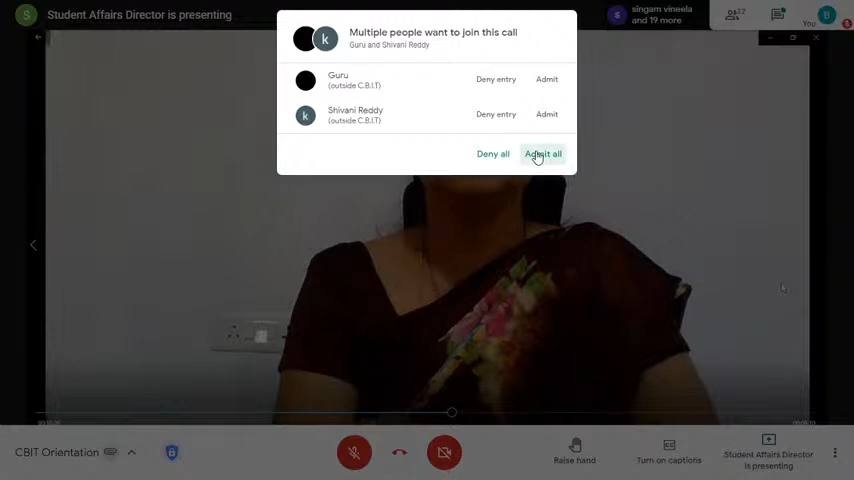 S Student Affairs Director is presenting
S singam vineela
and 19 more
22
B You
Multiple people want to join this call
Guru and Shivani Reddy
k
Guru
(outside C.B.I.T)
Deny entry Admit
k Shivani Reddy
(outside C.B.I.T)
Deny entry Admit
Deny all Admit all
CBIT Orientation
Raise hand
Turn on captions
Student Affairs Director
is presenting